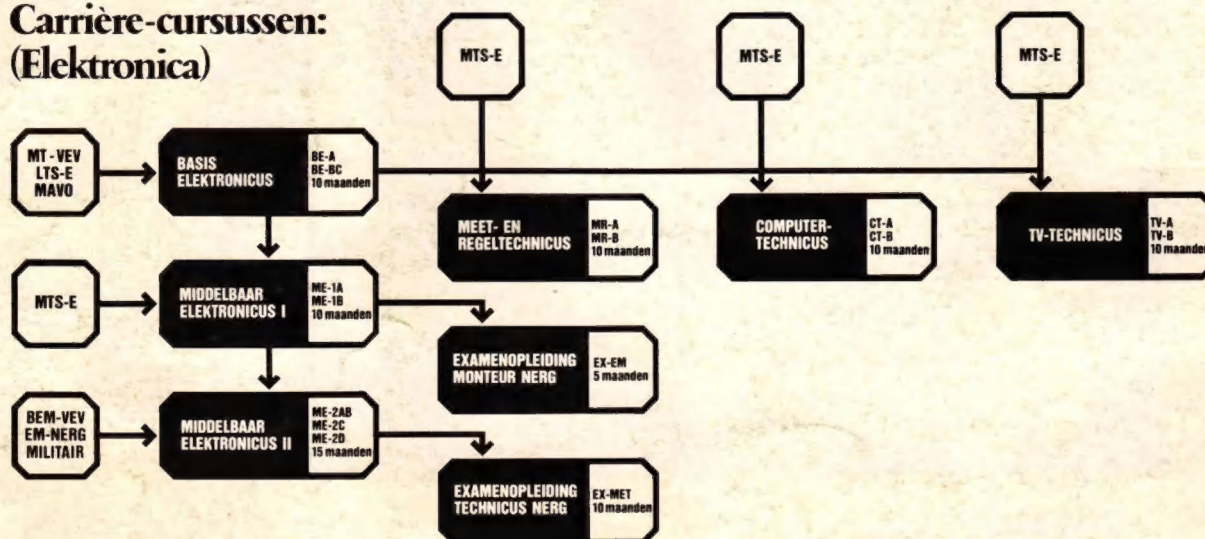 Carrière-cursussen:
(Elektronica)
MTS-E
MTS-E
MTS-E
MT-VEV
LTS-E
MAVO
BASIS
ELEKTRONICUS
BE-A
BE-BC
10 maanden
MEET- EN
REGELTECHNICUS
MR-A
MR-B
10 maanden
COMPUTER-
TECHNICUS
CT-A
CT-B
10 maanden
TV-TECHNICUS
TV-A
TV-B
10 maanden
MTS-E
MIDDELBAAR
ELEKTRONICUS I
ME-1A
ME-1B
10 maanden
EXAMENOPLEIDING
MONTEUR NERG
EX-EM
5 maanden
BEM-VEV
EM-NERG
MILITAIR
MIDDELBAAR
ELEKTRONICUS II
ME-2AB
ME-2C
ME-2D
15 maanden
EXAMENOPLEIDING
TECHNICUS NERG
EX-MET
10 maanden